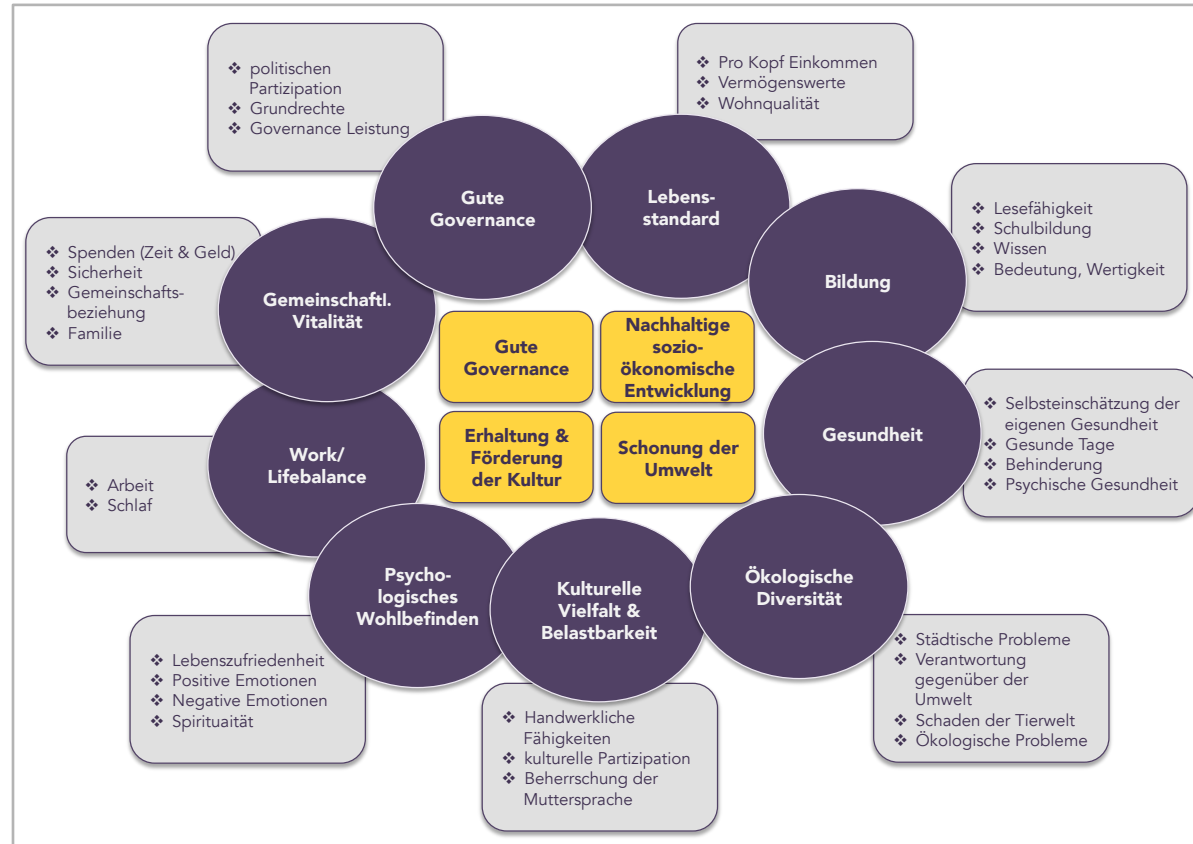 ❖ politischen
Partizipation
❖ Grundrechte
❖ Governance Leistung
❖ Pro Kopf Einkommen
❖ Vermögenswerte
❖ Wohnqualität
Gute
Governance
Lebens-
standard
❖ Lesefähigkeit
❖ Schulbildung
❖ Wissen
❖ Bedeutung, Wertigkeit
Bildung
❖ Spenden (Zeit & Geld)
❖ Sicherheit
❖ Gemeinschafts-
beziehung
❖ Familie
Gemeinschaftl.
Vitalität
Gute
Governance
Nachhaltige
sozio-
ökonomische
Entwicklung
Erhaltung &
Förderung
der Kultur
Schonung der
Umwelt
Gesundheit
❖ Selbsteinschätzung der
eigenen Gesundheit
❖ Gesunde Tage
❖ Behinderung
❖ Psychische Gesundheit
Work/
Lifebalance
❖ Arbeit
❖ Schlaf
Psycho-
logisches
Wohlbefinden
Kulturelle
Vielfalt &
Belastbarkeit
Ökologische
Diversität
❖ Lebenszufriedenheit
❖ Positive Emotionen
❖ Negative Emotionen
❖ Spirituaität
❖ Handwerkliche
Fähigkeiten
❖ kulturelle Partizipation
❖ Beherrschung der
Muttersprache
❖ Städtische Probleme
❖ Verantwortung
gegenüber der
Umwelt
❖ Schaden der Tierwelt
❖ Ökologische Probleme